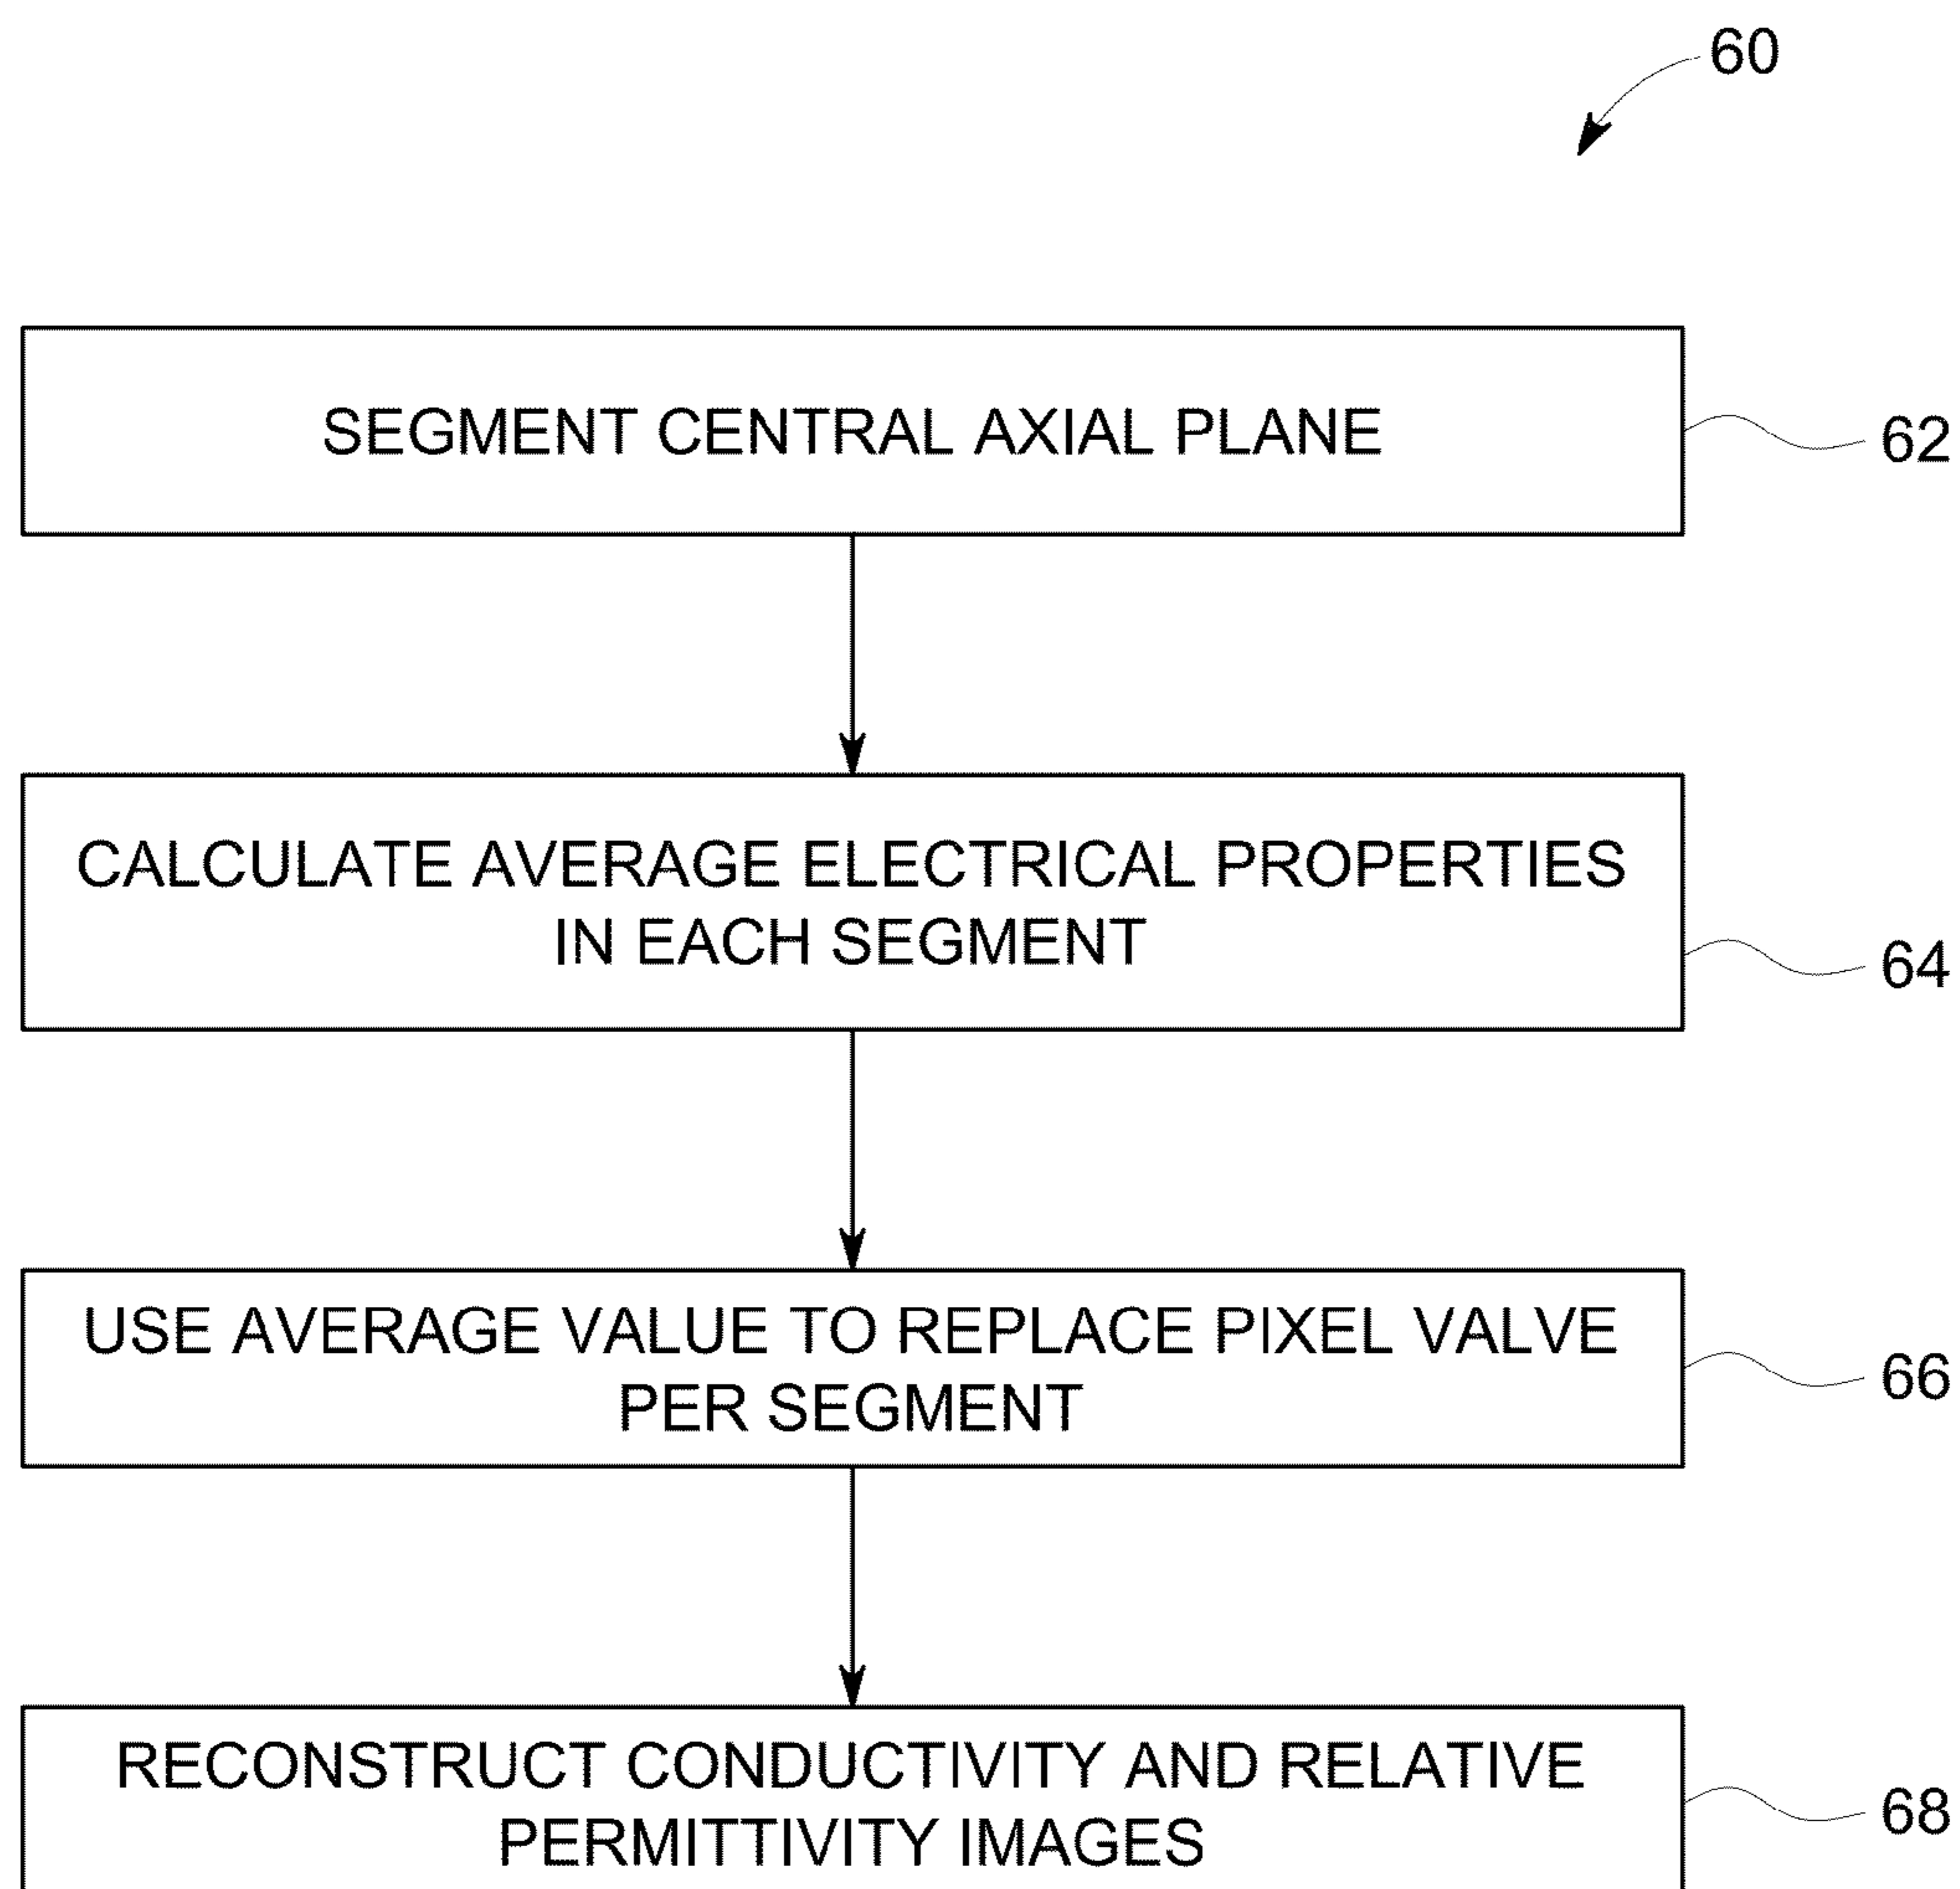 60
SEGMENT CENTRAL AXIAL PLANE
62
CALCULATE AVERAGE ELECTRICAL PROPERTIES
IN EACH SEGMENT
64
USE AVERAGE VALUE TO REPLACE PIXEL VALVE
PER SEGMENT
66
RECONSTRUCT CONDUCTIVITY AND RELATIVE
PERMITTIVITY IMAGES
68